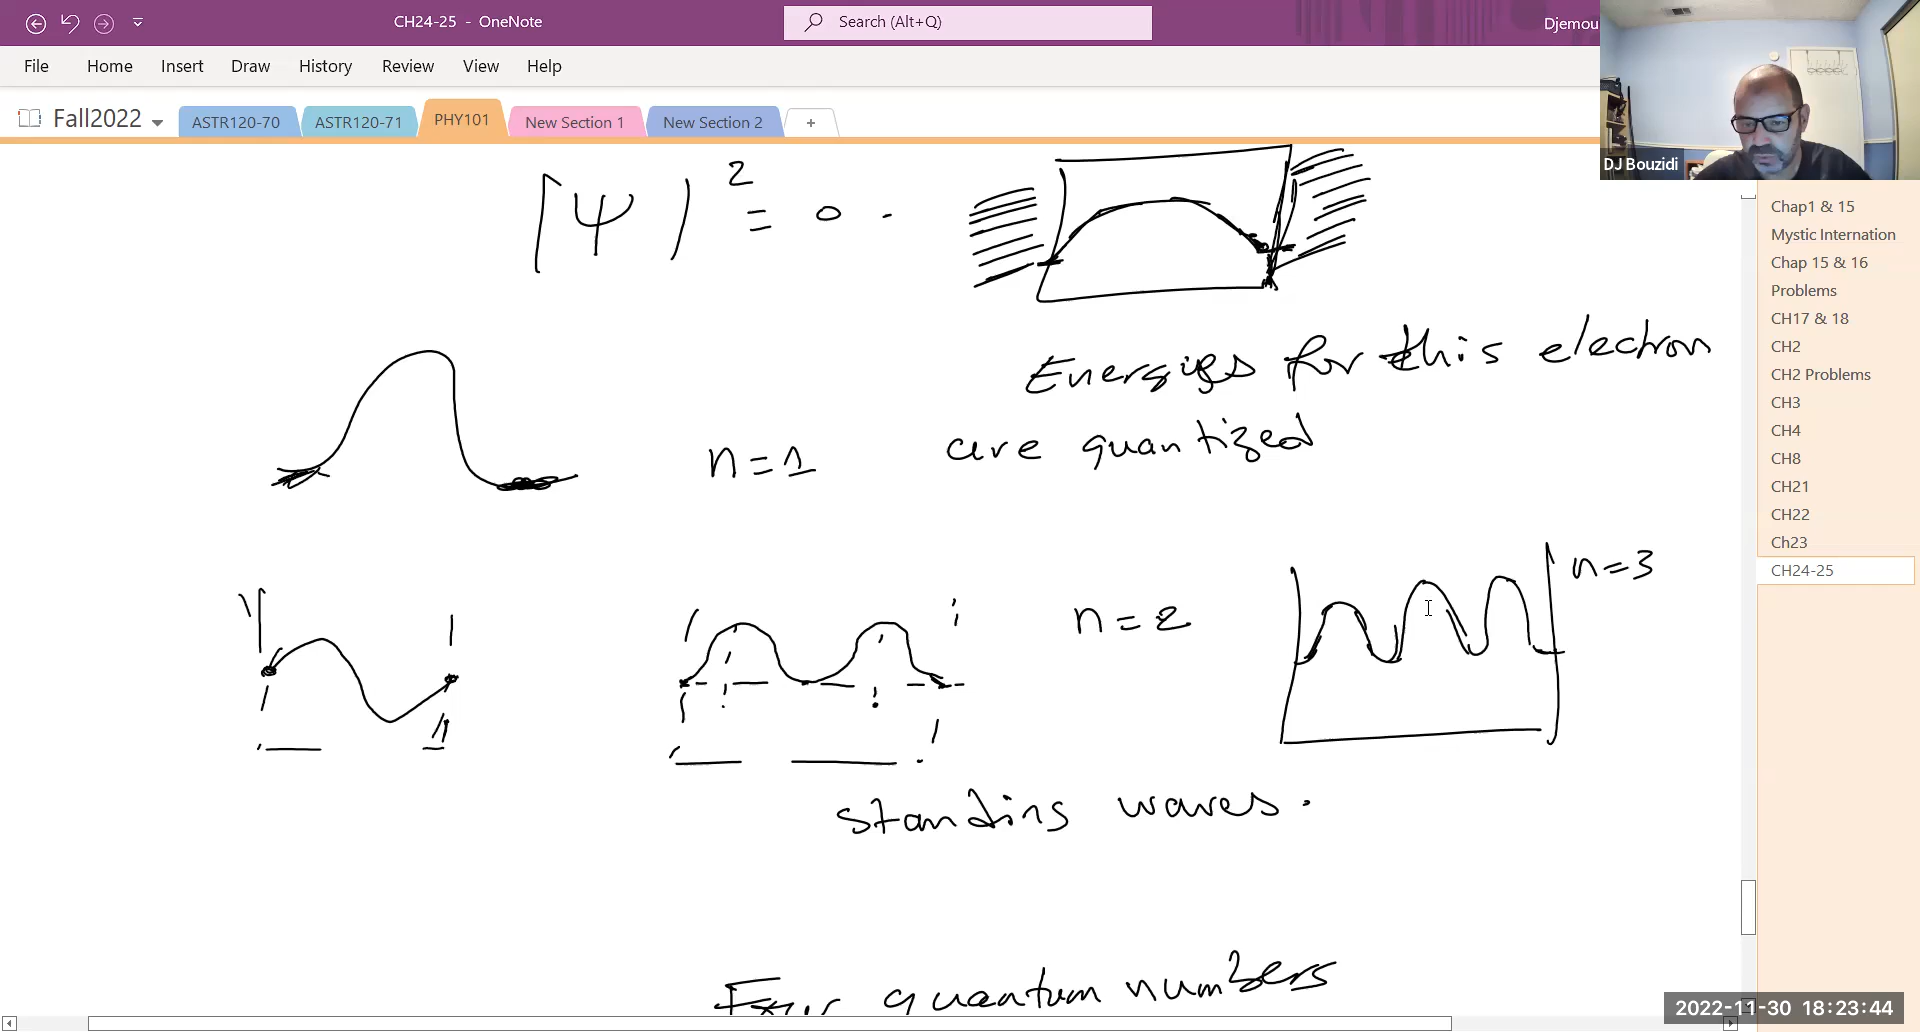 CH24-25 - OneNote
Search (Alt+Q)
Djemou
File Home Insert Draw History Review View Help
Fall2022
ASTR120-70
ASTR120-71
PHY101
New Section 1
New Section 2
+
DJ Bouzidi
|ψ|² = 0.
Energies for this electron
are quantized
n=1
n=2
n=3
standing waves.
Four quantum numbers
Chap1 & 15
Mystic Internation
Chap 15 & 16
Problems
CH17 & 18
CH2
CH2 Problems
CH3
CH4
CH8
CH21
CH22
Ch23
CH24-25
2022-11-30 18:23:44